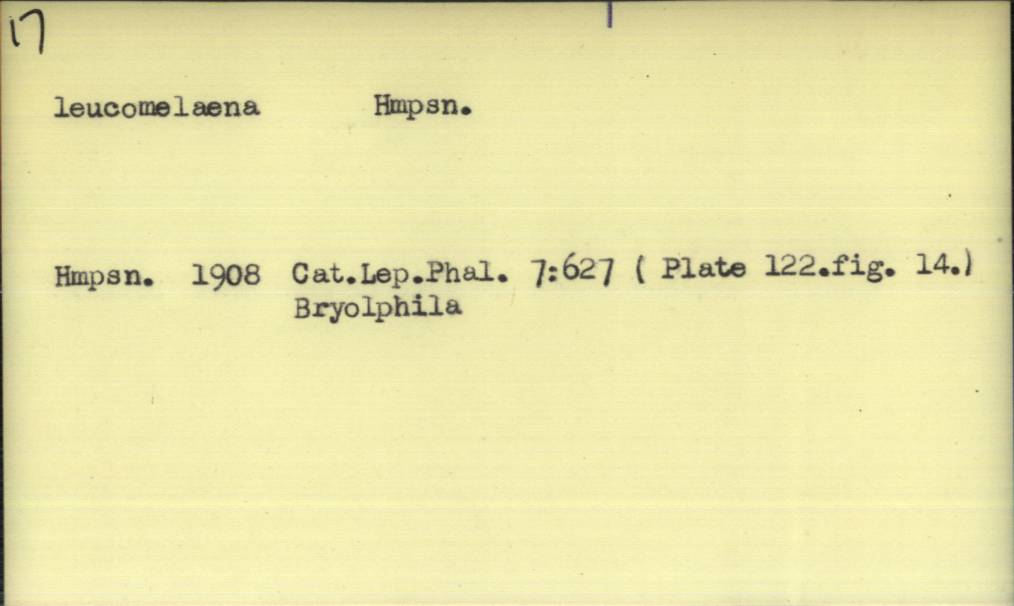 17
leucomelaena Hmpsn.
Hmpsn. 1908 Cat.Lep.Phal. 7:627 ( Plate 122.fig. 14.)
Bryolphila